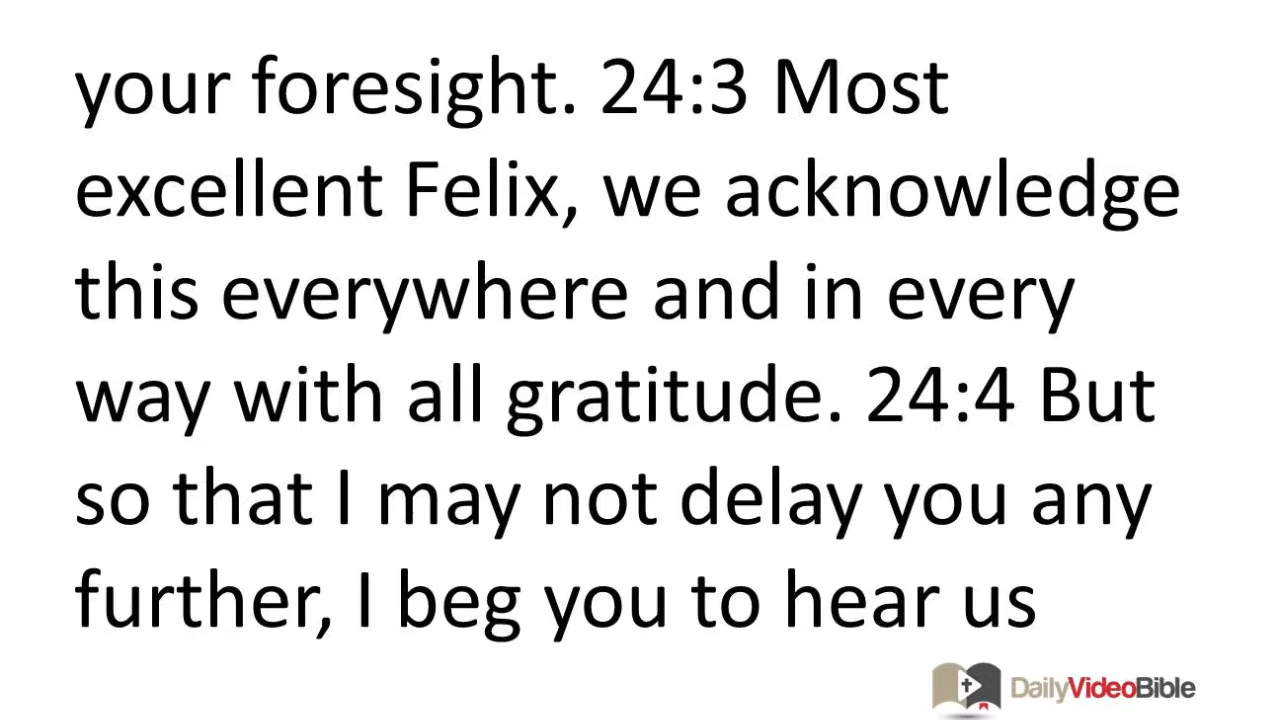 your foresight. 24:3 Most
excellent Felix, we acknowledge
this everywhere and in every
way with all gratitude. 24:4 But
so that I may not delay you any
further, I beg you to hear us
DailyVideoBible